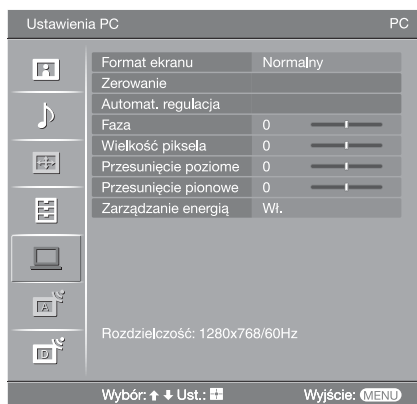 Ustawienia PC PC
Format ekranu Normalny
Zerowanie
Automat. regulacja
Faza 0
Wielkość piksela 0
Przesunięcie poziome 0
Przesunięcie pionowe 0
Zarządzanie energią Wł.
A
D
Rozdzielczość: 1280x768/60Hz
Wybór: Ust.: Wyjście: MENU